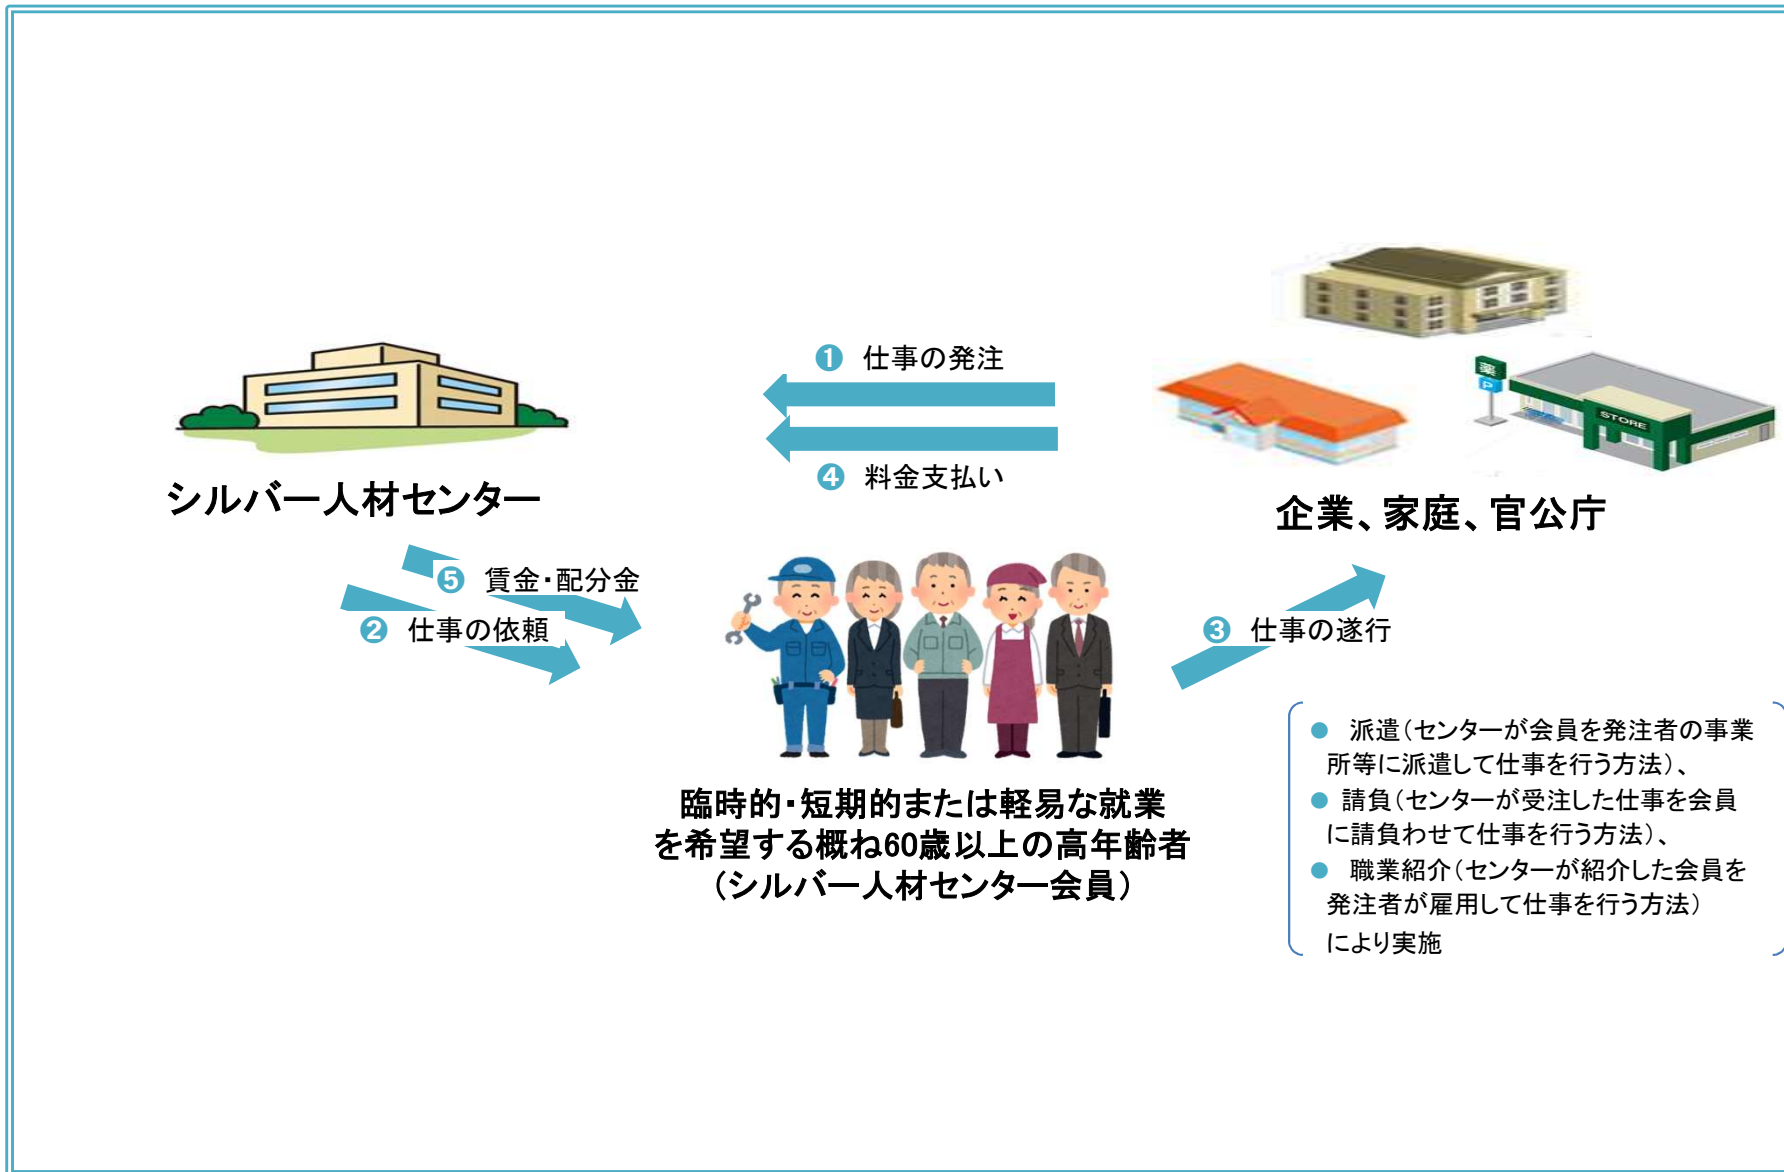 ❶ 仕事の発注
薬
P
STORE
❹ 料金支払い
シルバー人材センター
企業、家庭、官公庁
❺ 賃金・配分金
❷ 仕事の依頼
❸ 仕事の遂行
臨時的・短期的または軽易な就業
を希望する概ね60歳以上の高年齢者
（シルバー人材センター会員）
● 派遣（センターが会員を発注者の事業
所等に派遣して仕事を行う方法）、
● 請負（センターが受注した仕事を会員
に請負わせて仕事を行う方法）、
● 職業紹介（センターが紹介した会員を
発注者が雇用して仕事を行う方法）
により実施